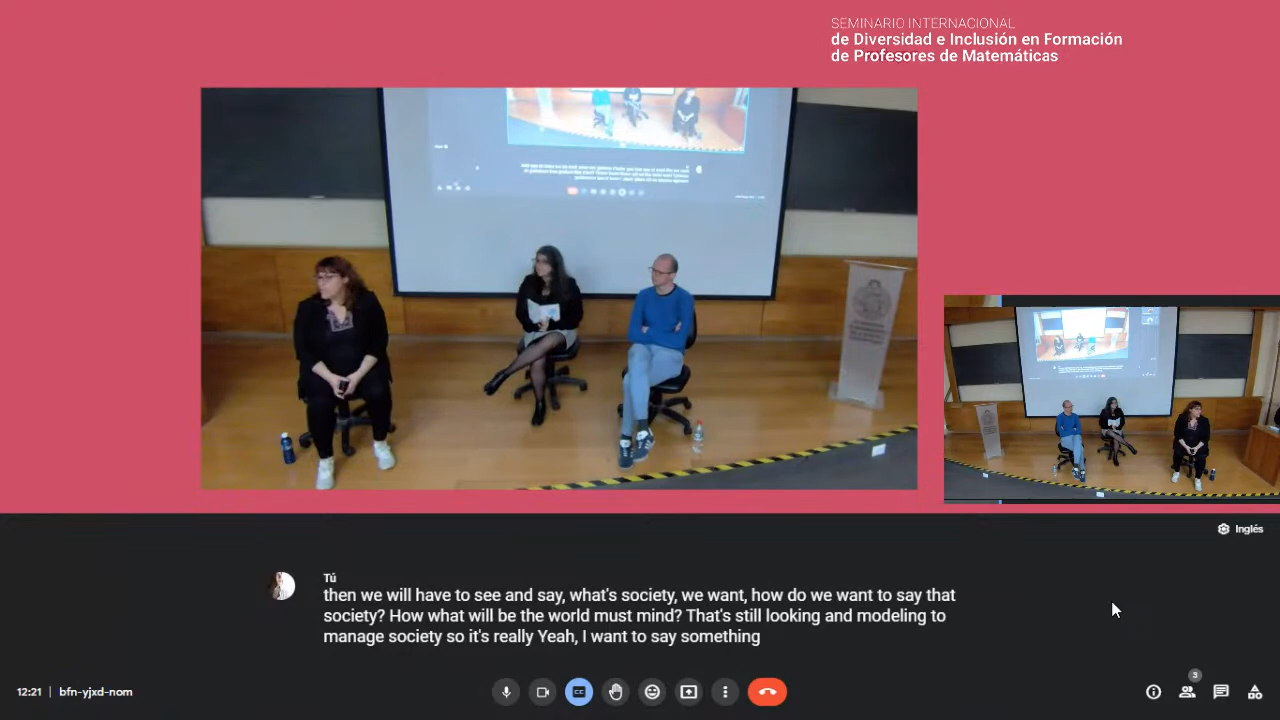 SEMINARIO INTERNACIONAL
de Diversidad e Inclusión en Formación
de Profesores de Matemáticas
Inglés
Tú
then we will have to see and say, what's society, we want, how do we want to say that
society? How what will be the world must mind? That's still looking and modeling to
manage society so it's really Yeah, I want to say something
12:21 | bfn-yjxd-nom
CC
3